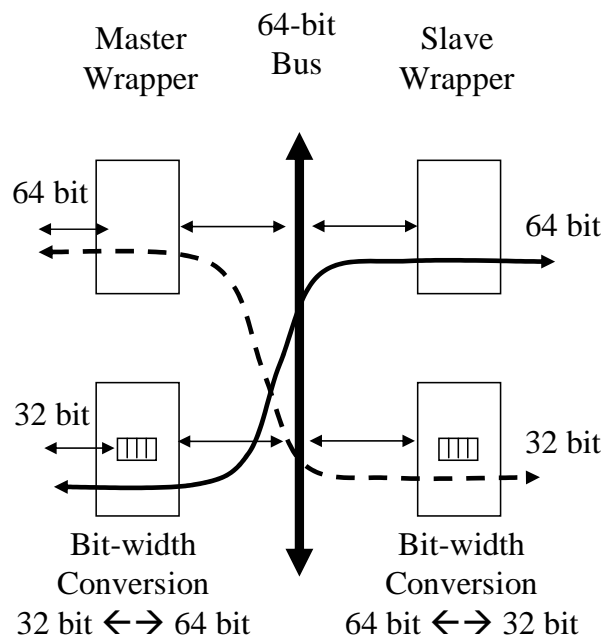 Master
Wrapper
64-bit
Bus
Slave
Wrapper
64 bit
64 bit
32 bit
32 bit
Bit-width
Conversion
32 bit ←→ 64 bit
Bit-width
Conversion
64 bit ←→ 32 bit